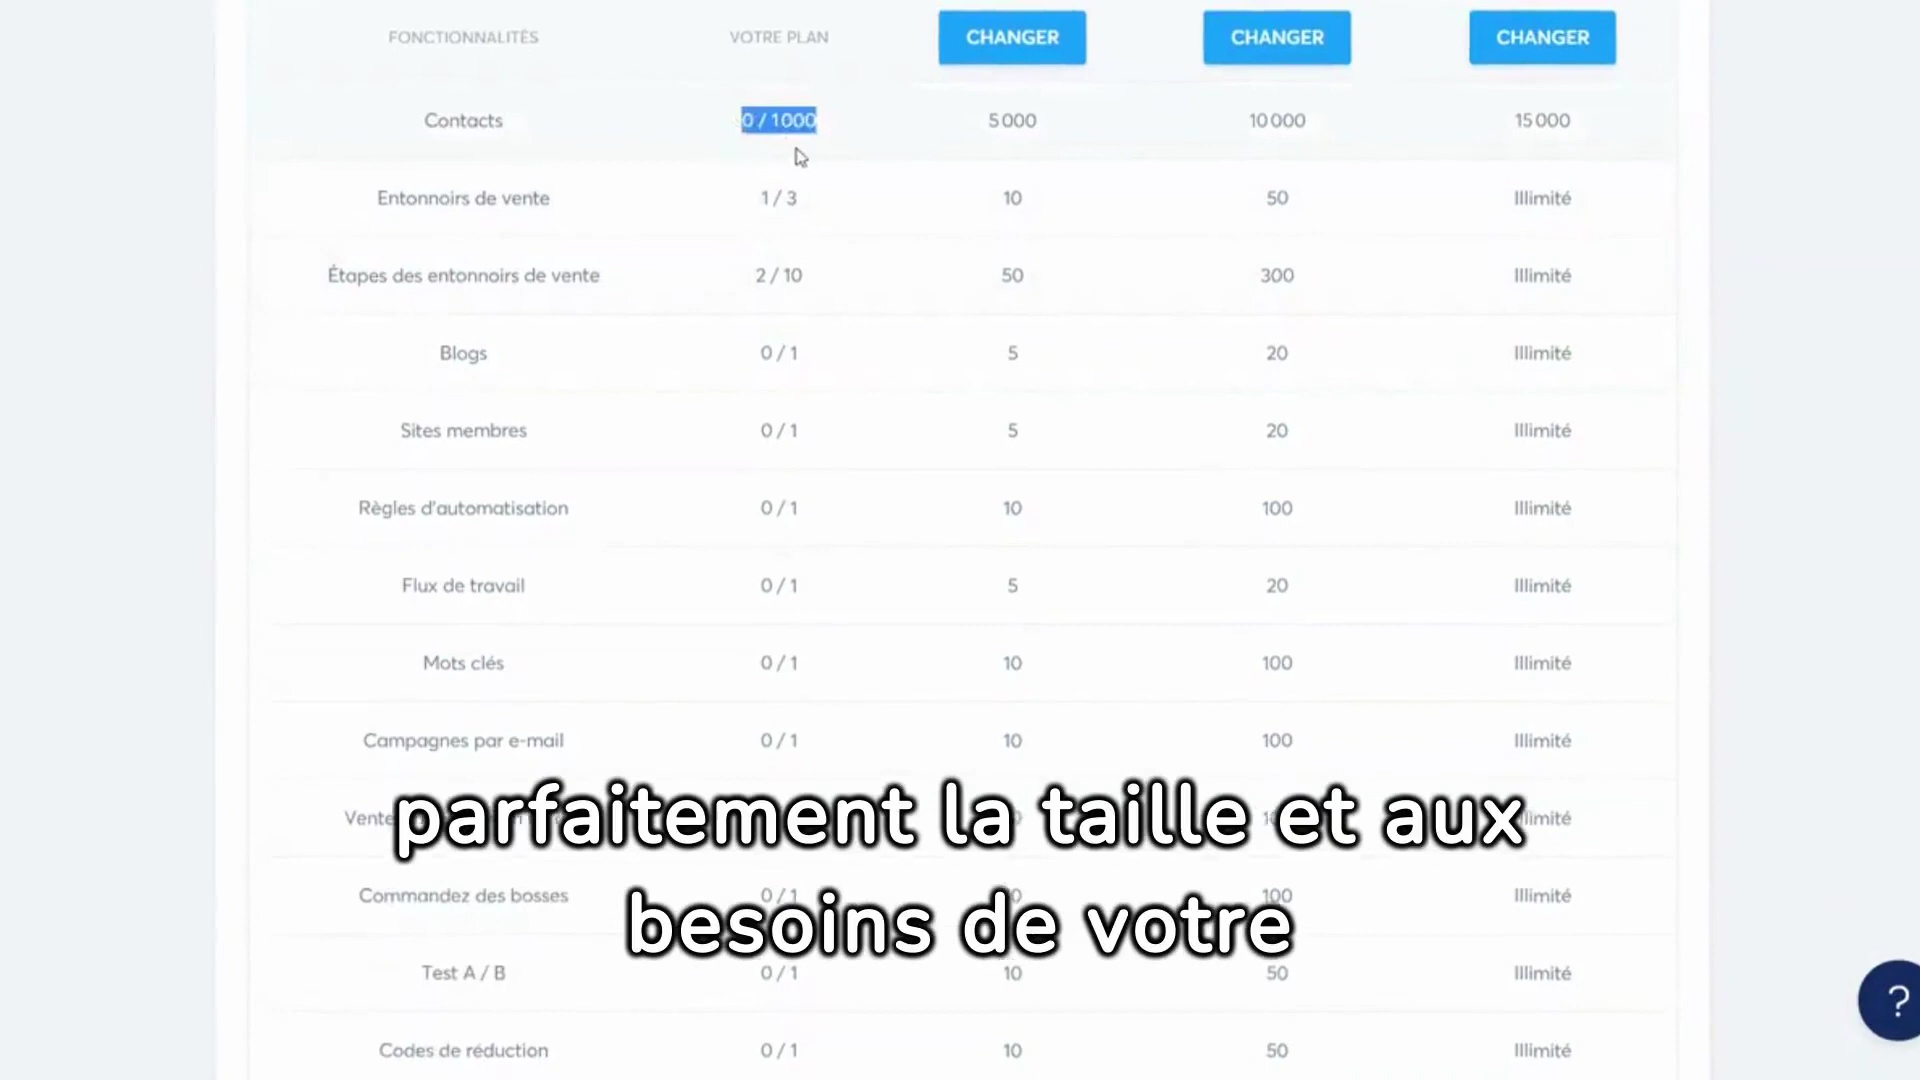 FONCTIONNALITÉS VOTRE PLAN CHANGER CHANGER CHANGER
Contacts 0 / 1000 5 000 10 000 15 000
Entonnoirs de vente 1 / 3 10 50 Illimité
Étapes des entonnoirs de vente 2 / 10 50 300 Illimité
Blogs 0 / 1 5 20 Illimité
Sites membres 0 / 1 5 20 Illimité
Règles d'automatisation 0 / 1 10 100 Illimité
Flux de travail 0 / 1 5 20 Illimité
Mots clés 0 / 1 10 100 Illimité
Campagnes par e-mail 0 / 1 10 100 Illimité
parfaitement la taille et aux
Commandez des bosses 0 / 1 100 Illimité
besoins de votre
Test A / B 0 / 1 10 50 Illimité
?
Codes de réduction 0 / 1 10 50 Illimité